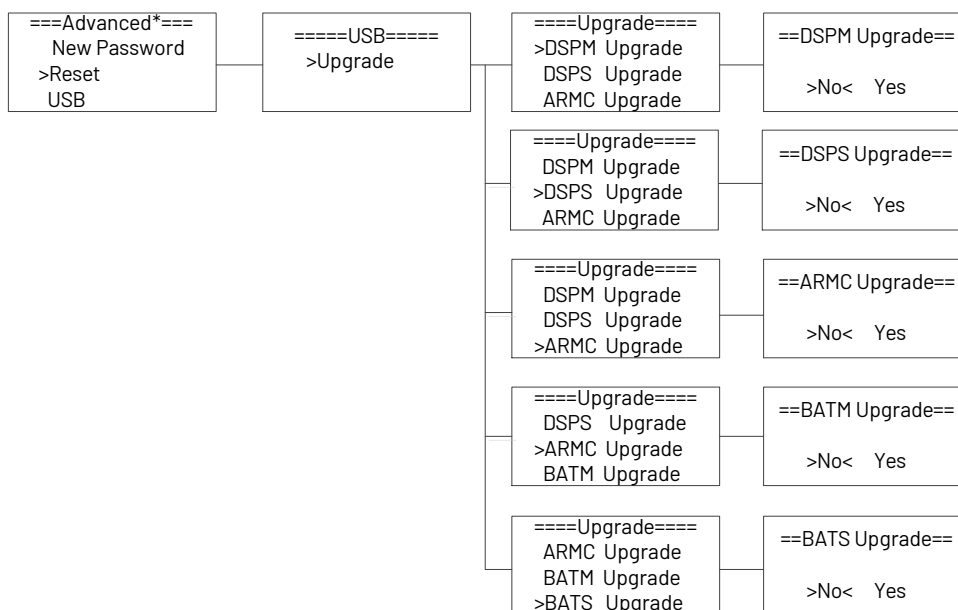 ===Advanced*===
New Password
>Reset
USB
=====USB=====
>Upgrade
====Upgrade====
>DSPM Upgrade
DSPS Upgrade
ARMC Upgrade
==DSPM Upgrade==
>No< Yes
====Upgrade====
DSPM Upgrade
>DSPS Upgrade
ARMC Upgrade
==DSPS Upgrade==
>No< Yes
====Upgrade====
DSPM Upgrade
DSPS Upgrade
>ARMC Upgrade
==ARMC Upgrade==
>No< Yes
====Upgrade====
DSPS Upgrade
>ARMC Upgrade
BATM Upgrade
==BATM Upgrade==
>No< Yes
====Upgrade====
ARMC Upgrade
BATM Upgrade
>BATS Upgrade
==BATS Upgrade==
>No< Yes